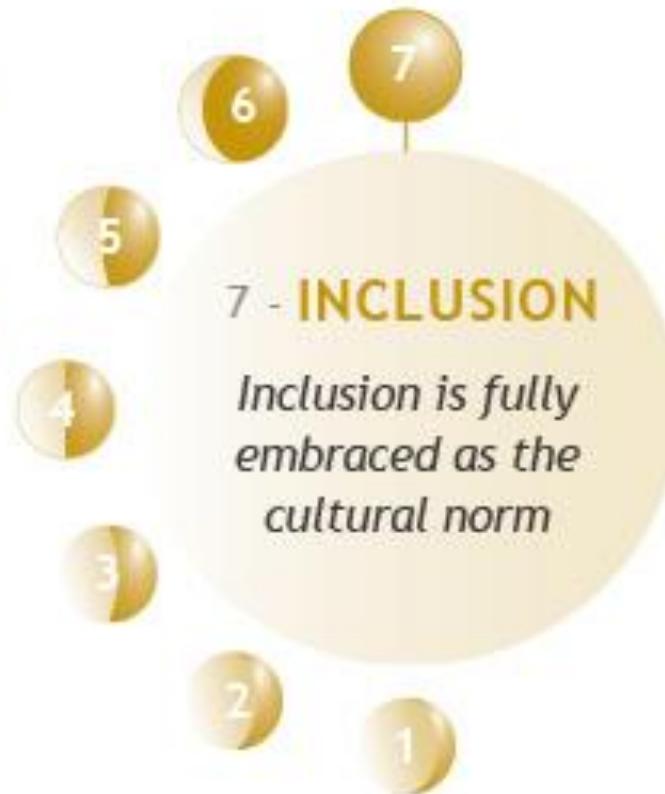 7
6
5
4
3
2
1
7 - INCLUSION
Inclusion is fully
embraced as the
cultural norm